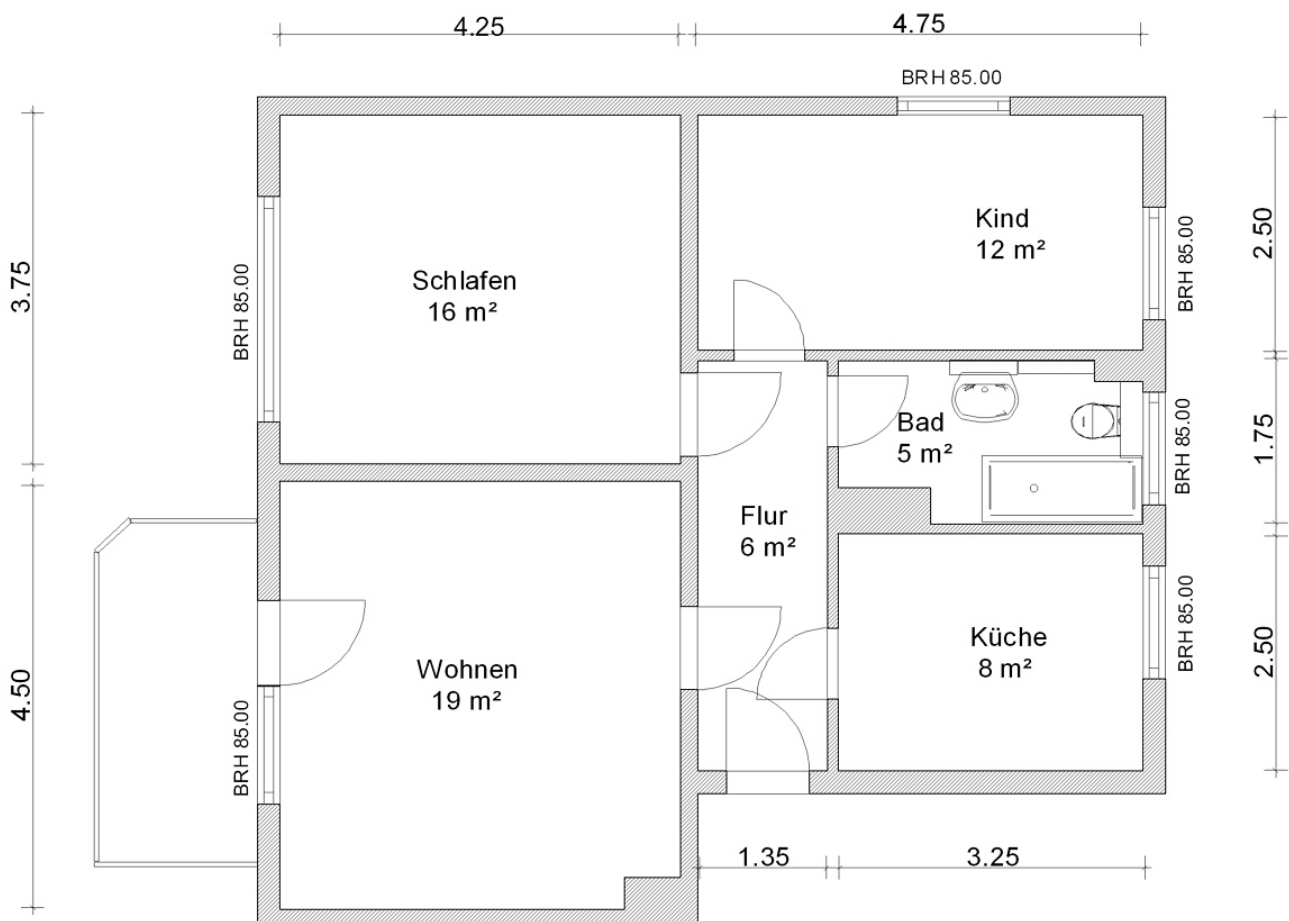 4.25
4.75
BRH 85.00
3.75
BRH 85.00
Schlafen
16 m²
Kind
12 m²
BRH 85.00
2.50
Bad
5 m²
BRH 85.00
1.75
Flur
6 m²
4.50
BRH 85.00
Wohnen
19 m²
Küche
8 m²
BRH 85.00
2.50
1.35
3.25